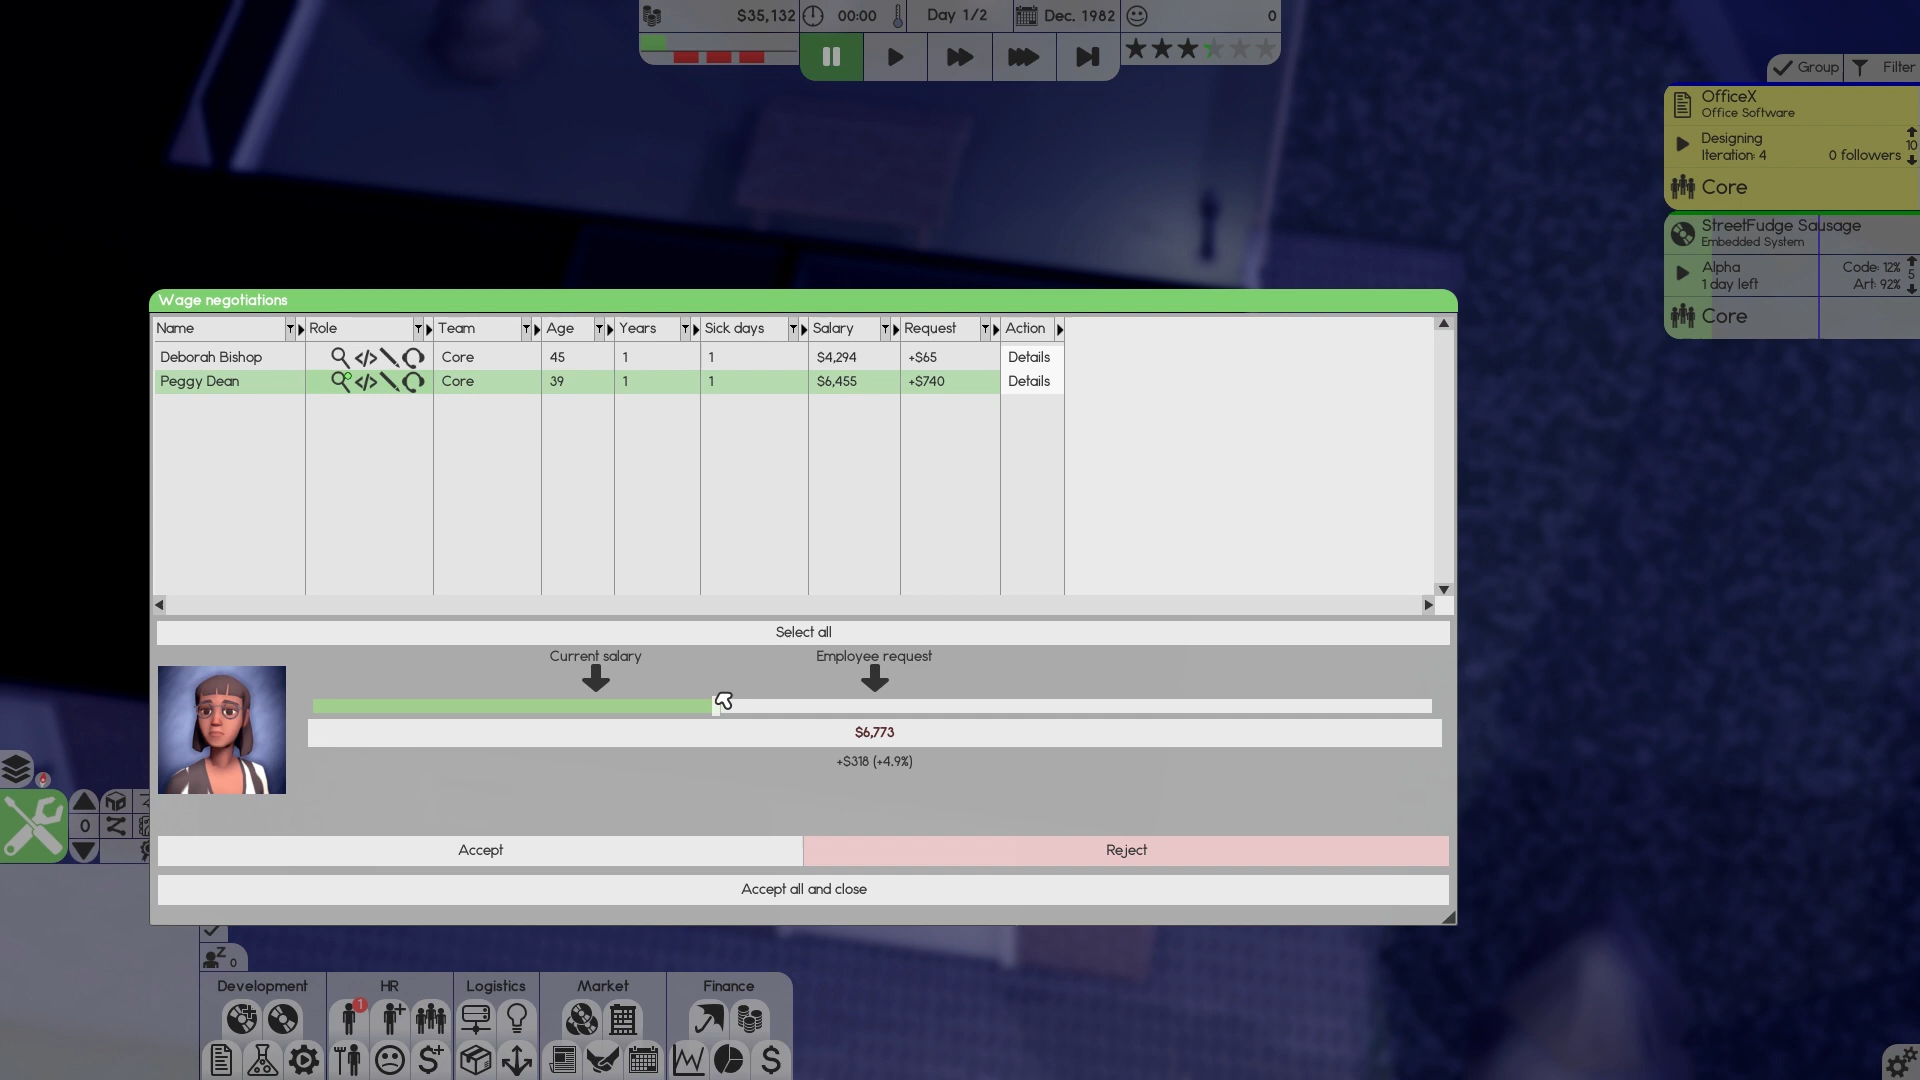 $35,132
00:00
Day 1/2
Dec. 1982
0
Group
Filter
OfficeX
Office Software
Designing
Iteration: 4
0 followers
10
Core
StreetFudge Sausage
Embedded System
Alpha
1 day left
Code: 12%
Art: 92%
5
Core
Wage negotiations
Name Role Team Age Years Sick days Salary Request Action
Deborah Bishop Core 45 1 1 $4,294 +$65 Details
Peggy Dean Core 39 1 1 $6,455 +$740 Details
Select all
Current salary Employee request
$6,773
+$318 (+4.9%)
Accept Reject
Accept all and close
0
0
Development HR Logistics Market Finance
1